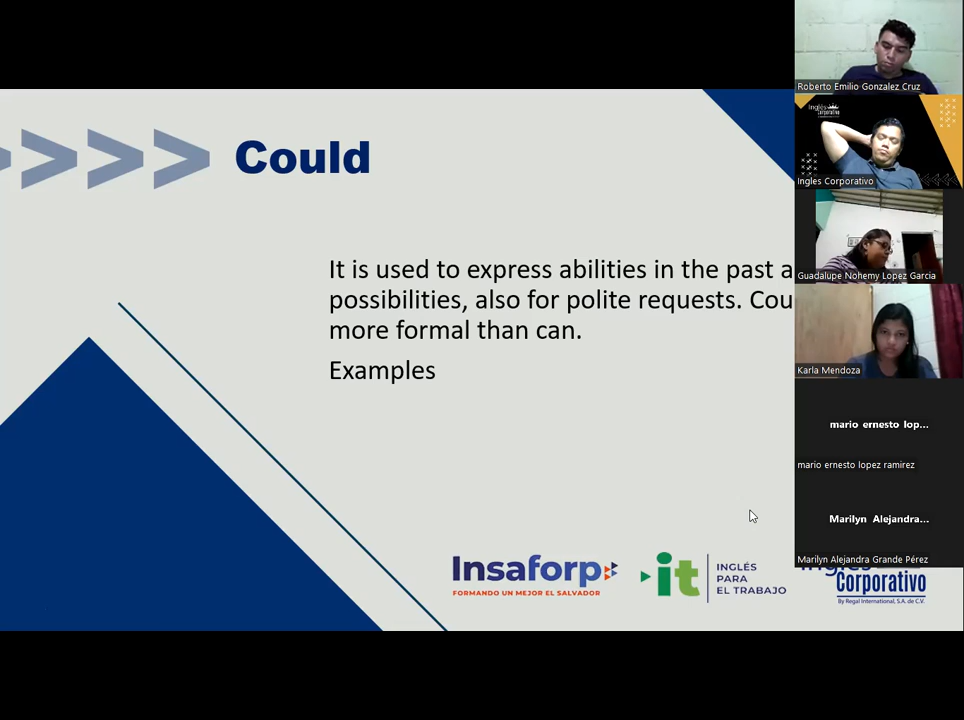 Could
It is used to express abilities in the past a
possibilities, also for polite requests. Cou
more formal than can.
Examples
Insaforp
FORMANDO UN MEJOR EL SALVADOR
it
INGLÉS
PARA
EL TRABAJO
Inglés
Corporativo
By Regal International, S.A. de C.V.
Roberto Emilio Gonzalez Cruz
Inglés
Corporativo
Ingles Corporativo
Guadalupe Nohemy Lopez Garcia
Karla Mendoza
mario ernesto lop...
mario ernesto lopez ramirez
Marilyn Alejandra...
Marilyn Alejandra Grande Pérez